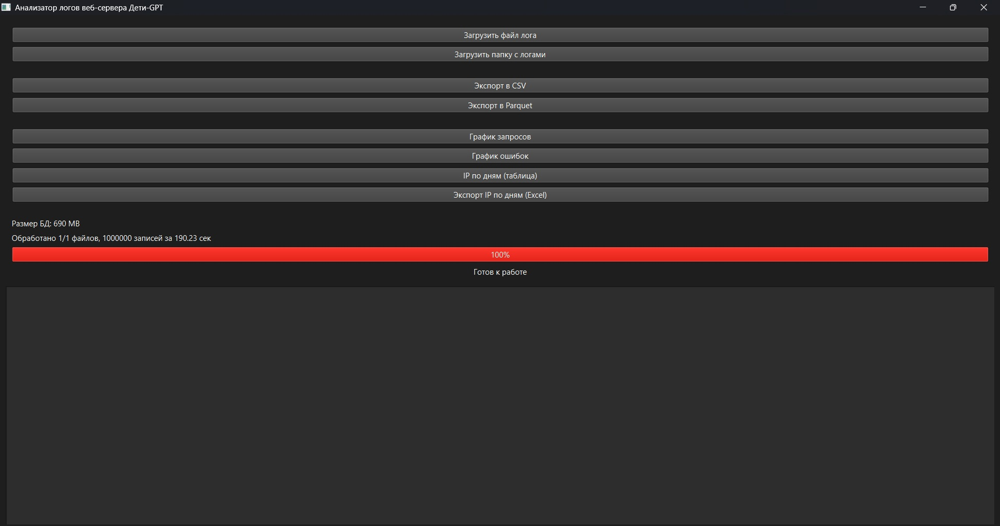 Анализатор логов веб-сервера Дети-GPT
Загрузить файл лога
Загрузить папку с логами
Экспорт в CSV
Экспорт в Parquet
График запросов
График ошибок
IP по дням (таблица)
Экспорт IP по дням (Excel)
Размер БД: 690 MB
Обработано 1/1 файлов, 1000000 записей за 190.23 сек
100%
Готов к работе